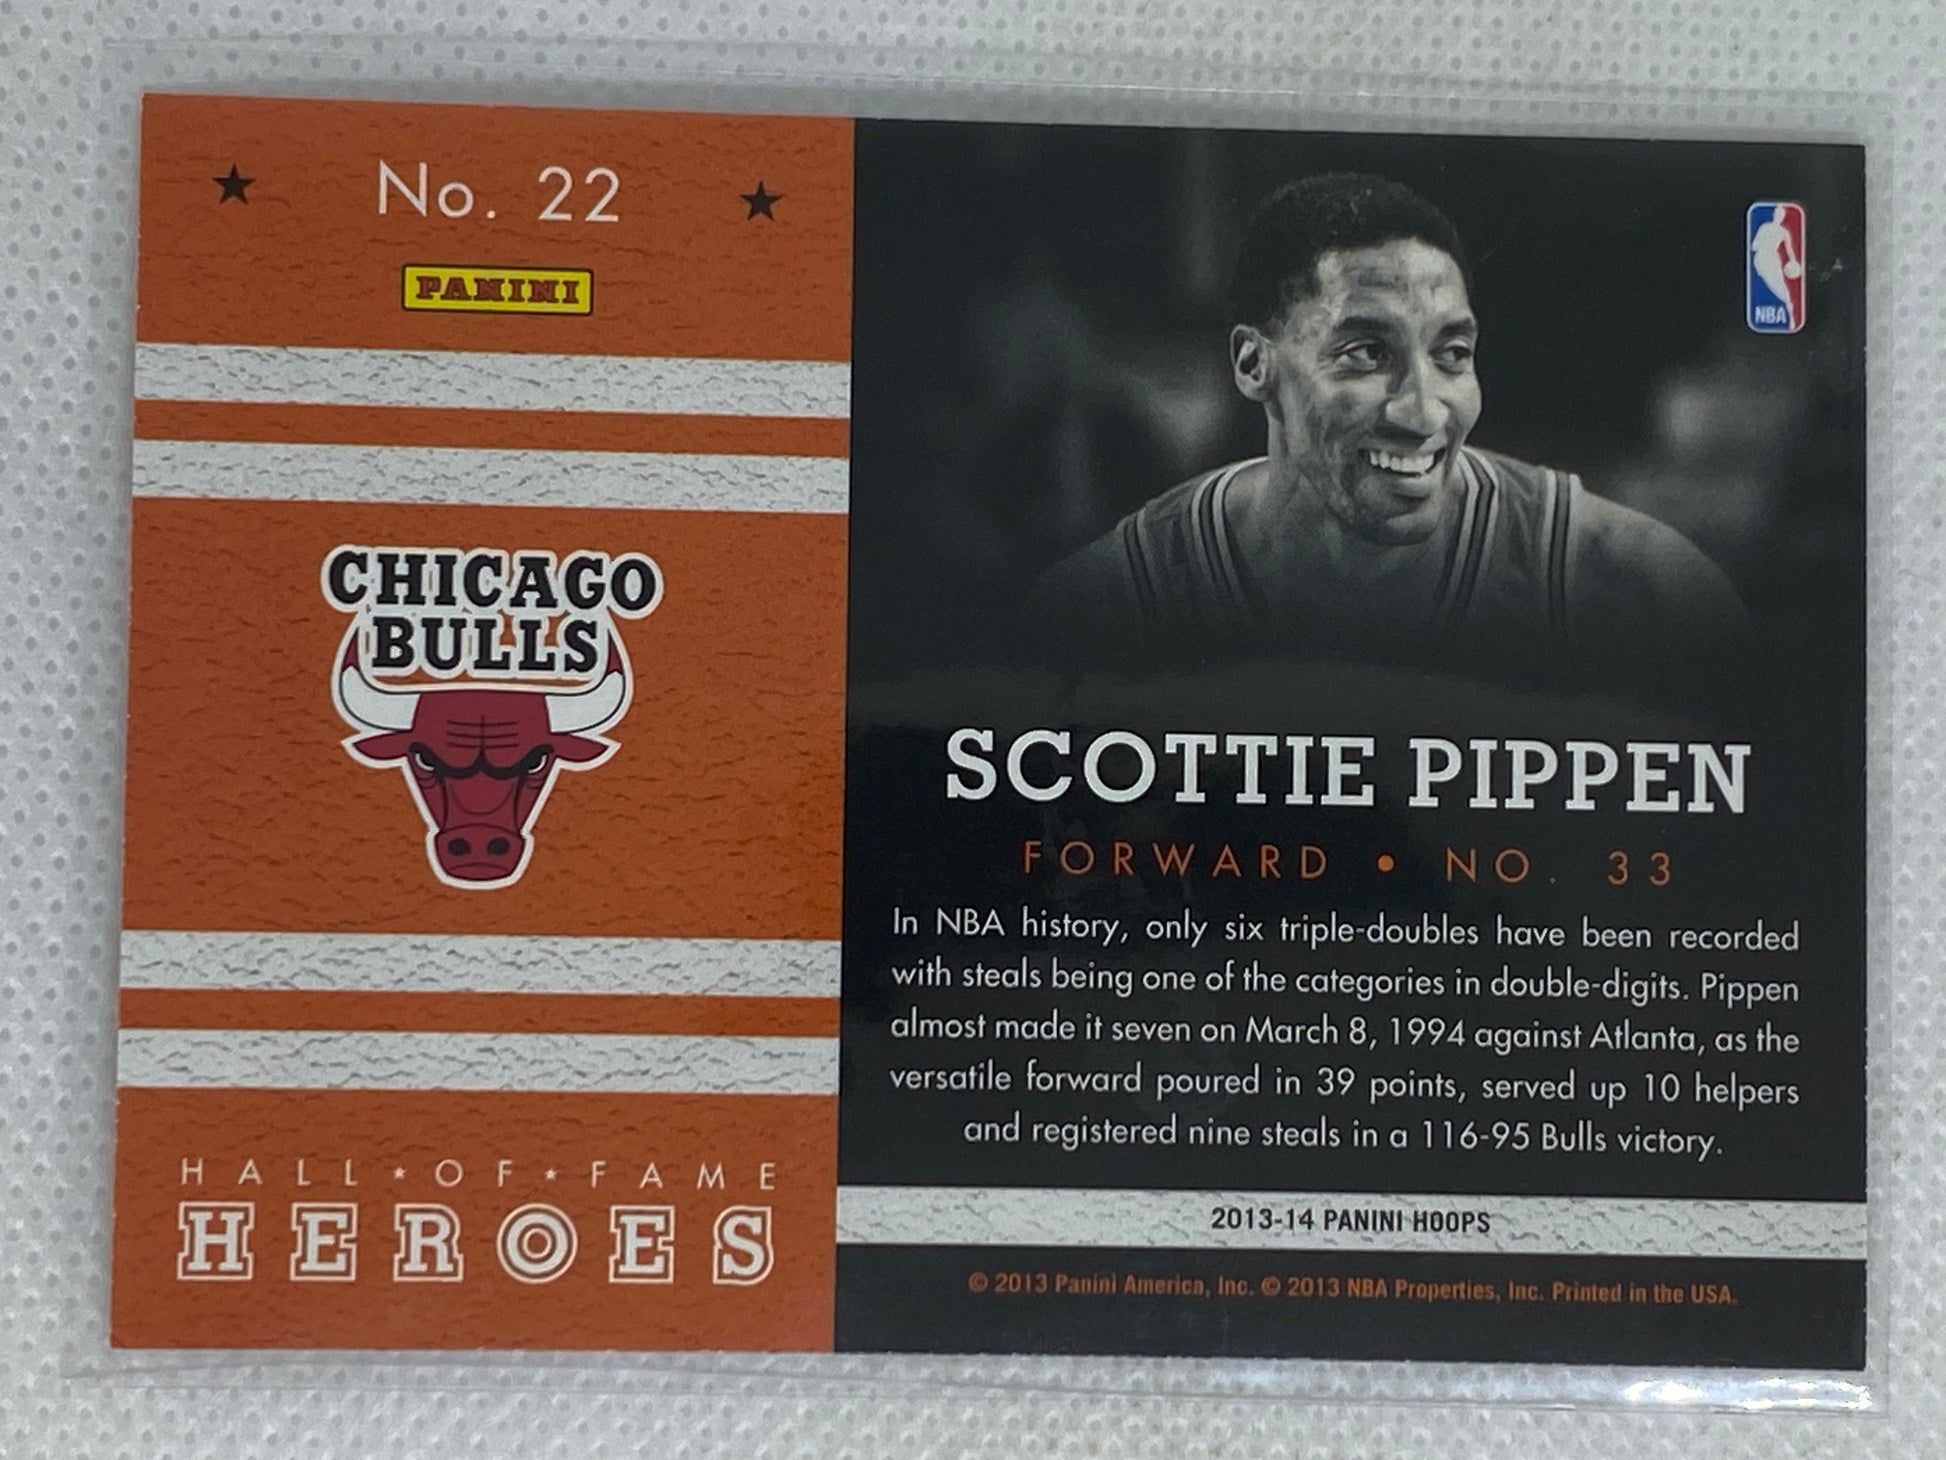 No. 22
PANINI
CHICAGO
BULLS
HALL ★ OF ★ FAME
HEROES
NBA
SCOTTIE PIPPEN
FORWARD • NO. 33
In NBA history, only six triple-doubles have been recorded
with steals being one of the categories in double-digits. Pippen
almost made it seven on March 8, 1994 against Atlanta, as the
versatile forward poured in 39 points, served up 10 helpers
and registered nine steals in a 116-95 Bulls victory.
2013-14 PANINI HOOPS
© 2013 Panini America, Inc. © 2013 NBA Properties, Inc. Printed in the USA.